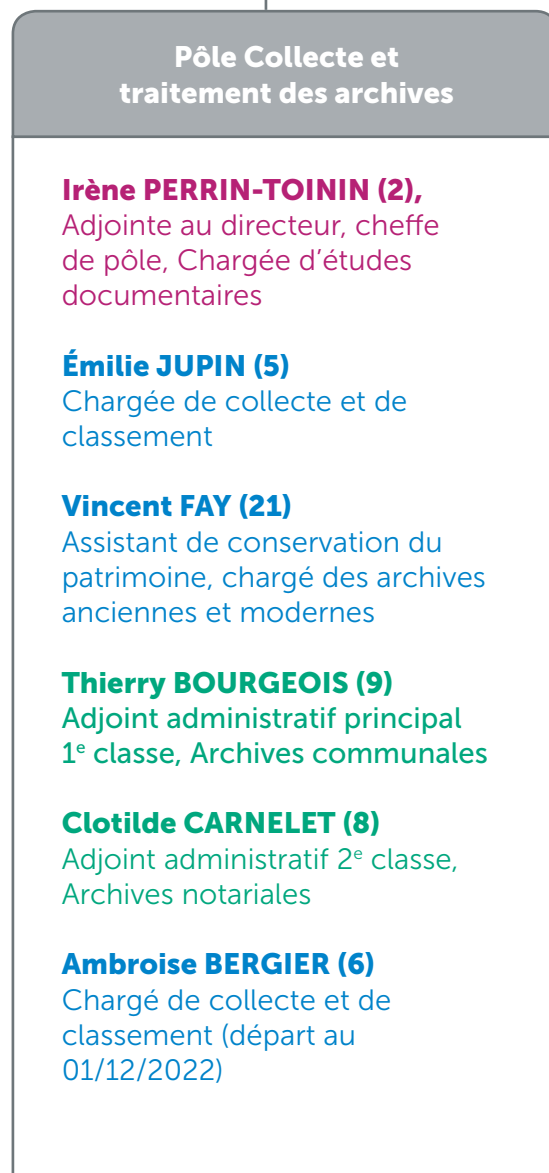 Pôle Collecte et
traitement des archives
Irène PERRIN-TOININ (2),
Adjointe au directeur, cheffe
de pôle, Chargée d'études
documentaires
Émilie JUPIN (5)
Chargée de collecte et de
classement
Vincent FAY (21)
Assistant de conservation du
patrimoine, chargé des archives
anciennes et modernes
Thierry BOURGEOIS (9)
Adjoint administratif principal
1e classe, Archives communales
Clotilde CARNELET (8)
Adjoint administratif 2e classe,
Archives notariales
Ambroise BERGIER (6)
Chargé de collecte et de
classement (départ au
01/12/2022)